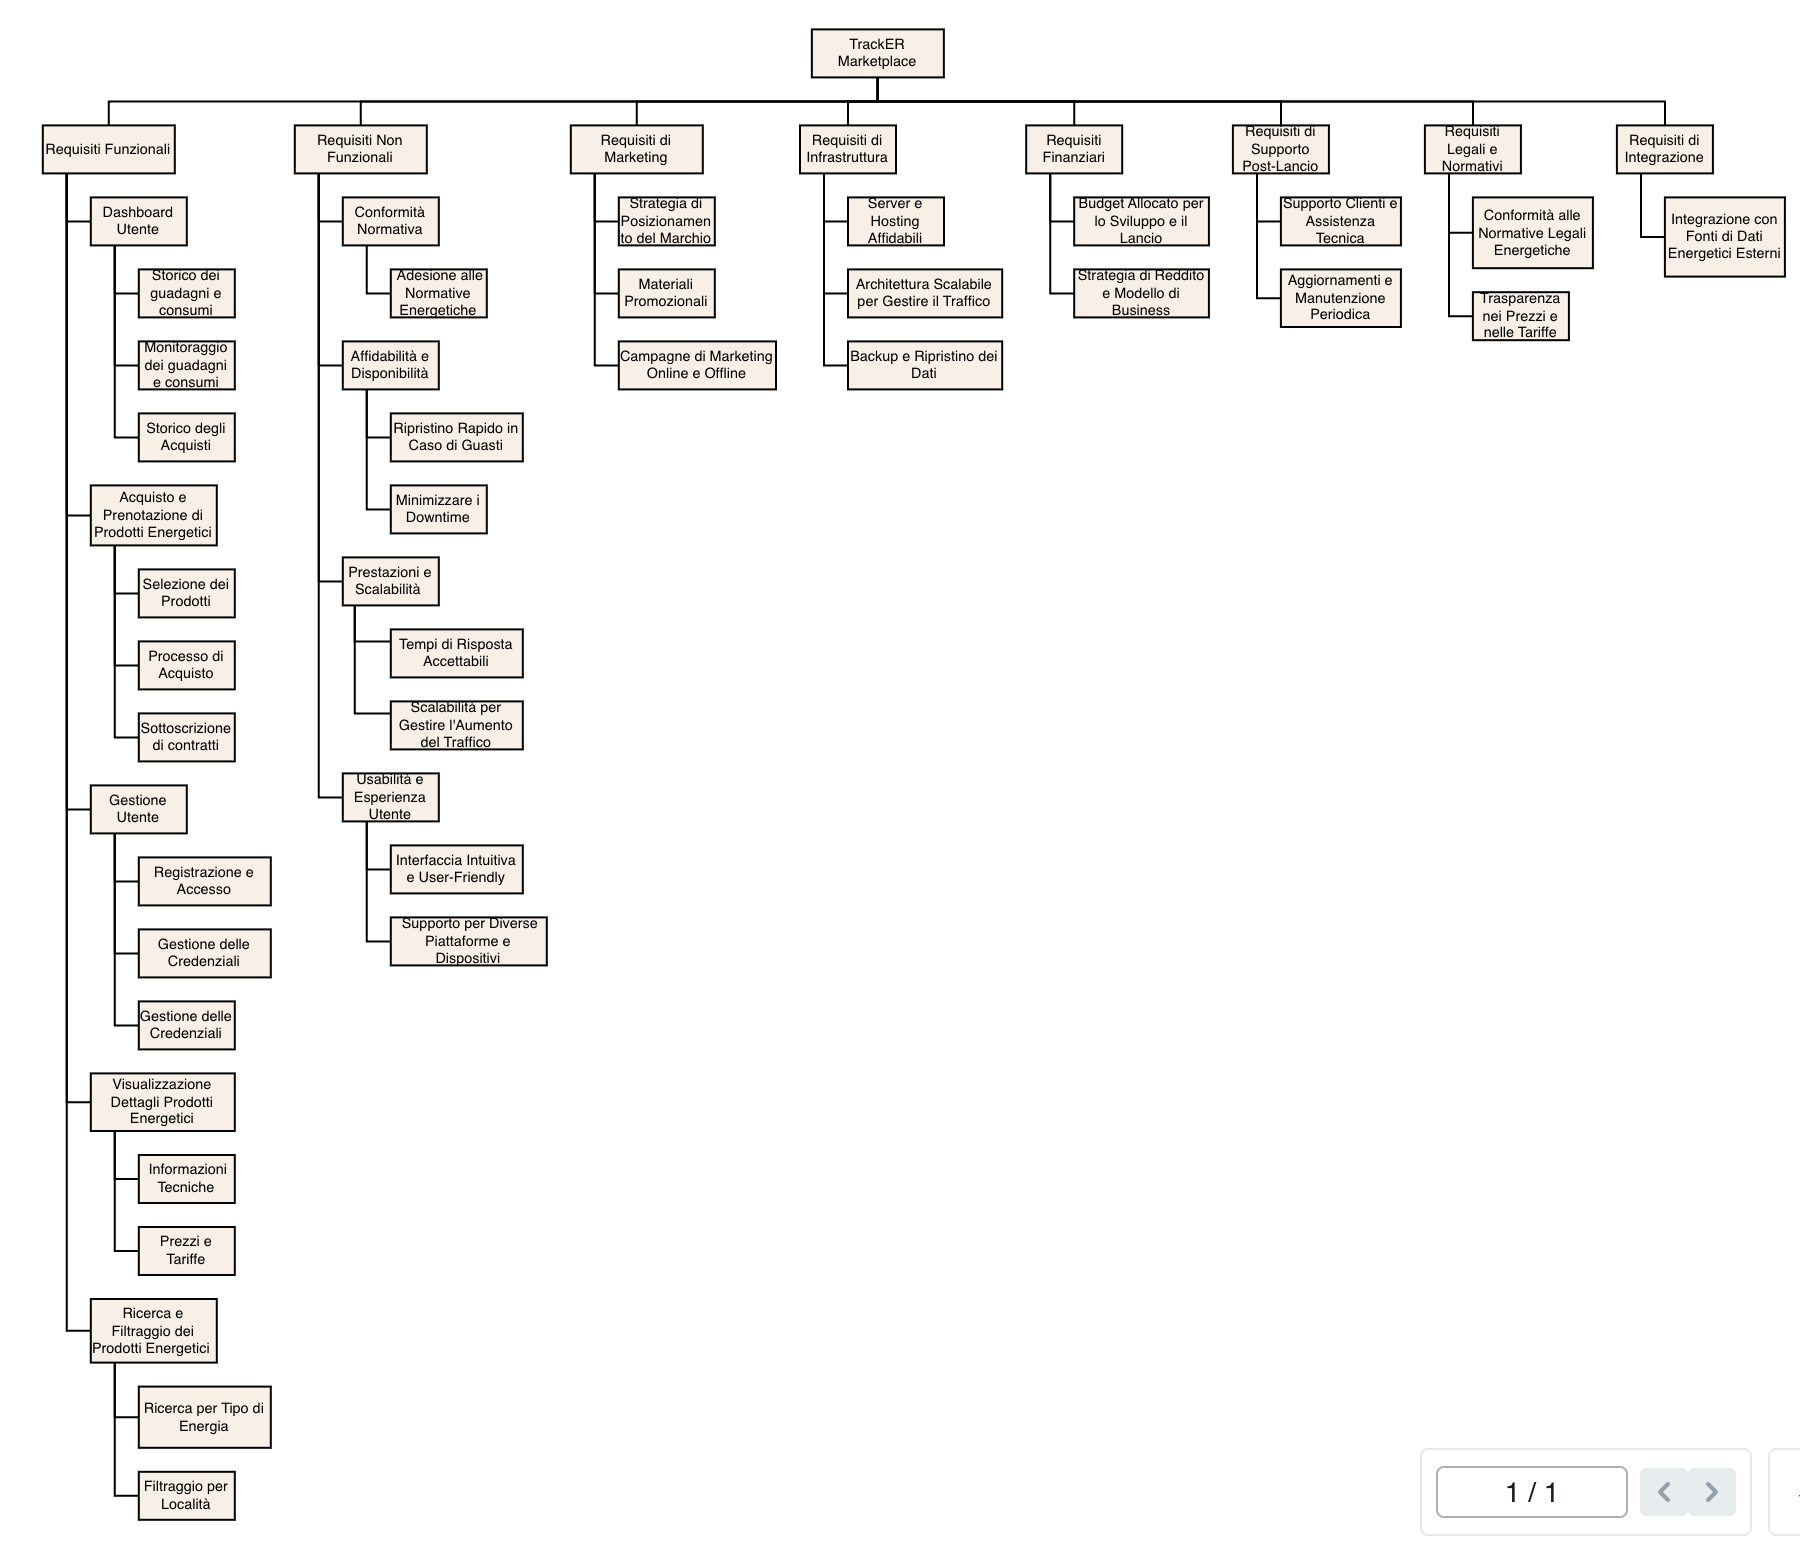 TrackER
Marketplace
Requisiti Funzionali
Dashboard
Utente
Storico dei
guadagni e
consumi
Monitoraggio
dei guadagni
e consumi
Storico degli
Acquisti
Acquisto e
Prenotazione di
Prodotti Energetici
Selezione dei
Prodotti
Processo di
Acquisto
Sottoscrizione
di contratti
Gestione
Utente
Registrazione e
Accesso
Gestione delle
Credenziali
Gestione delle
Credenziali
Visualizzazione
Dettagli Prodotti
Energetici
Informazioni
Tecniche
Prezzi e
Tariffe
Ricerca e
Filtraggio dei
Prodotti Energetici
Ricerca per Tipo di
Energia
Filtraggio per
Località
Requisiti Non
Funzionali
Conformità
Normativa
Adesione alle
Normative
Energetiche
Affidabilità e
Disponibilità
Ripristino Rapido in
Caso di Guasti
Minimizzare i
Downtime
Prestazioni e
Scalabilità
Tempi di Risposta
Accettabili
Scalabilità per
Gestire l'Aumento
del Traffico
Usabilità e
Esperienza
Utente
Interfaccia Intuitiva
e User-Friendly
Supporto per Diverse
Piattaforme e
Dispositivi
Requisiti di
Marketing
Strategia di
Posizionamen
to del Marchio
Materiali
Promozionali
Campagne di Marketing
Online e Offline
Requisiti di
Infrastruttura
Server e
Hosting
Affidabili
Architettura Scalabile
per Gestire il Traffico
Backup e Ripristino dei
Dati
Requisiti
Finanziari
Budget Allocato per
lo Sviluppo e il
Lancio
Strategia di Reddito
e Modello di
Business
Requisiti di
Supporto
Post-Lancio
Supporto Clienti e
Assistenza
Tecnica
Aggiornamenti e
Manutenzione
Periodica
Requisiti
Legali e
Normativi
Conformità alle
Normative Legali
Energetiche
Trasparenza
nei Prezzi e
nelle Tariffe
Requisiti di
Integrazione
Integrazione con
Fonti di Dati
Energetici Esterni
1 / 1